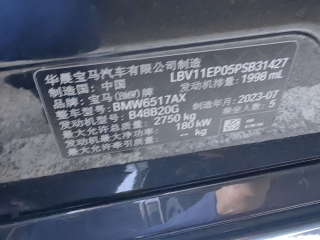 华晨宝马汽车有限公司制造 LBV11EP05PSB31427
制造国：中国 发动机排量：1998 mL
品牌：宝马(BMW)牌
整车型号：BMW6517AX
发动机型号：B48B20G 制造年月：2023-07
最大允许总质量：2750 kg 乘坐人数：5
发动机最大净功率：180 kW